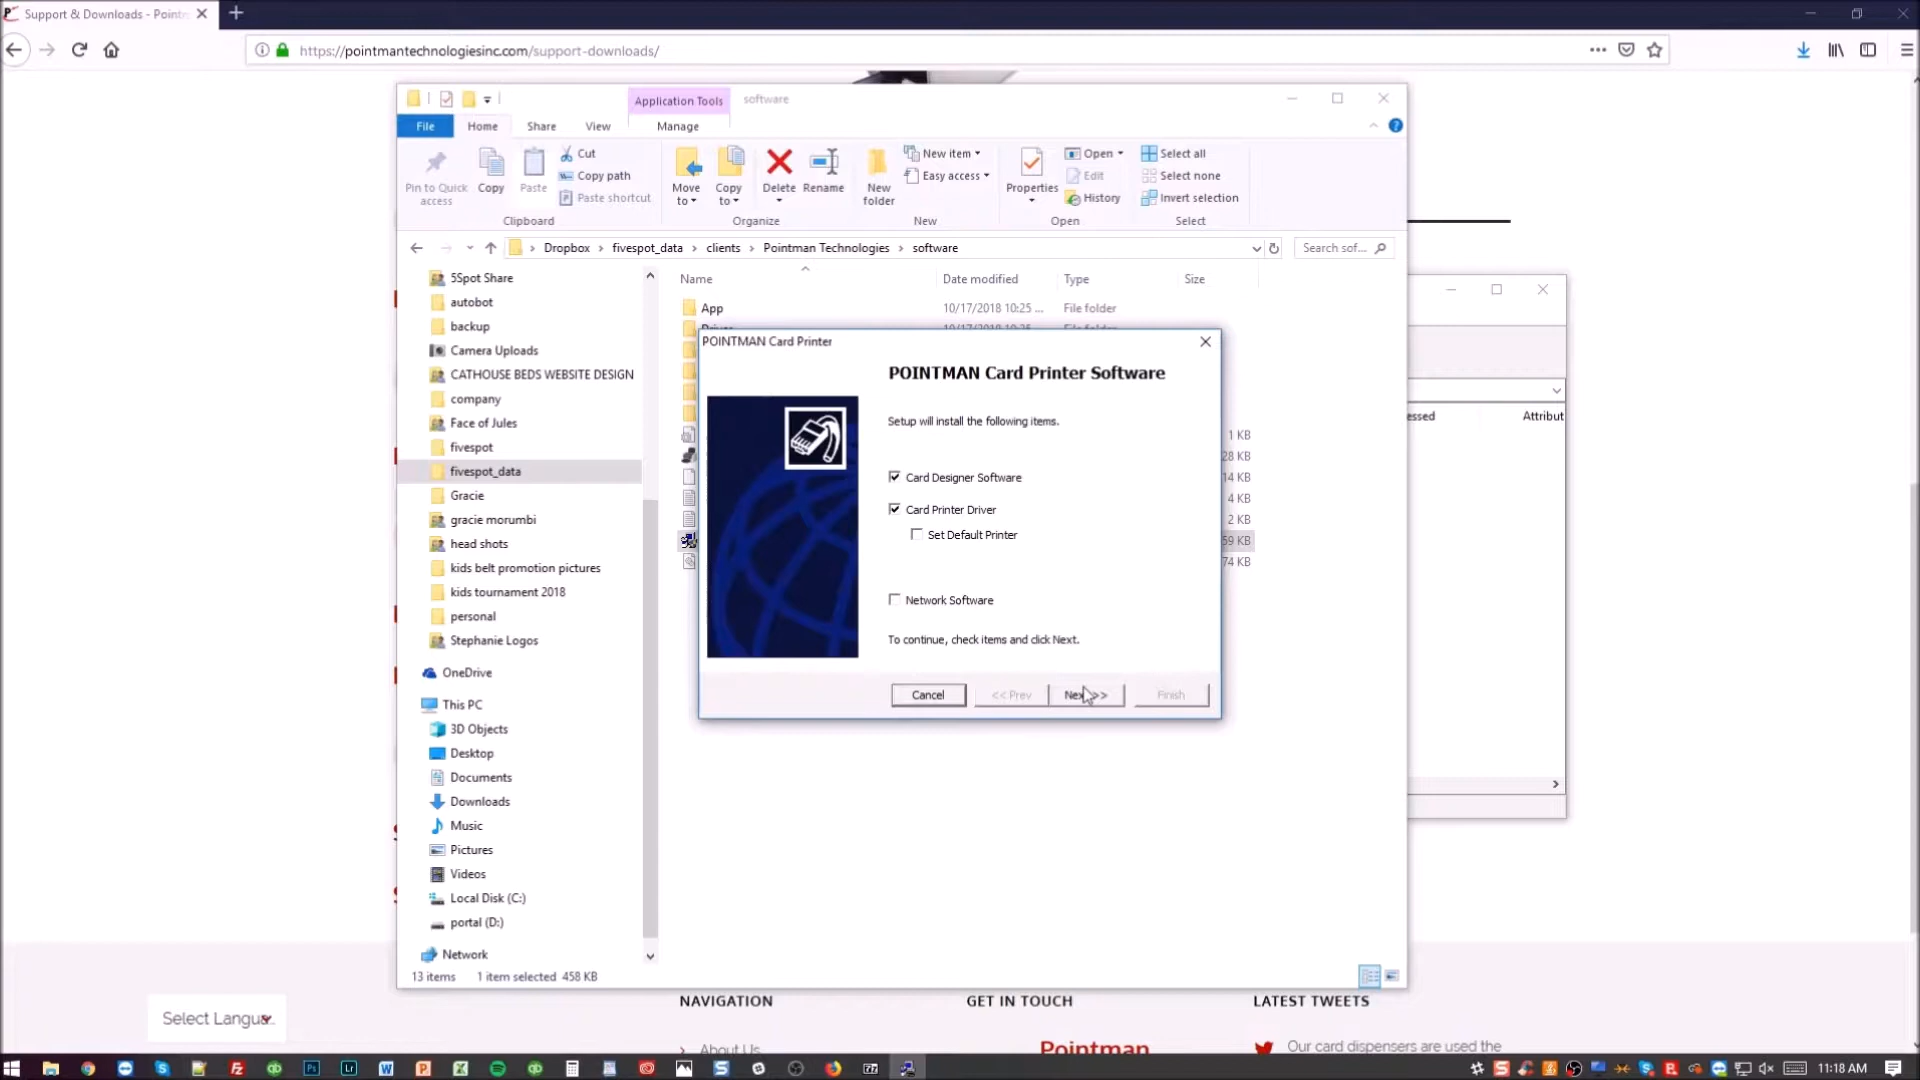 Support & Downloads - Point
https://pointmantechnologiesinc.com/support-downloads/
Application Tools
software
File
Home
Share
View
Manage
Pin to Quick access
Copy
Paste
Cut
Copy path
Paste shortcut
Clipboard
Move to
Copy to
Delete
Rename
Organize
New folder
New item
Easy access
New
Properties
Open
Edit
History
Open
Select all
Select none
Invert selection
Select
Dropbox > fivespot_data > clients > Pointman Technologies > software
Search sof...
Name
Date modified
Type
Size
5Spot Share
autobot
backup
Camera Uploads
CATHOUSE BEDS WEBSITE DESIGN
company
Face of Jules
fivespot
fivespot_data
Gracie
gracie morumbi
head shots
kids belt promotion pictures
kids tournament 2018
personal
Stephanie Logos
OneDrive
This PC
3D Objects
Desktop
Documents
Downloads
Music
Pictures
Videos
Local Disk (C:)
portal (D:)
Network
App
10/17/2018 10:25 ...
File folder
1 KB
28 KB
14 KB
4 KB
2 KB
59 KB
74 KB
POINTMAN Card Printer
POINTMAN Card Printer Software
Setup will install the following items.
Card Designer Software
Card Printer Driver
Set Default Printer
Network Software
To continue, check items and click Next.
Cancel
<< Prev
Next >>
Finish
essed
Attribut
13 items
1 item selected 458 KB
Select Langua
NAVIGATION
GET IN TOUCH
LATEST TWEETS
About Us
Pointman
Our card dispensers are used the
11:18 AM